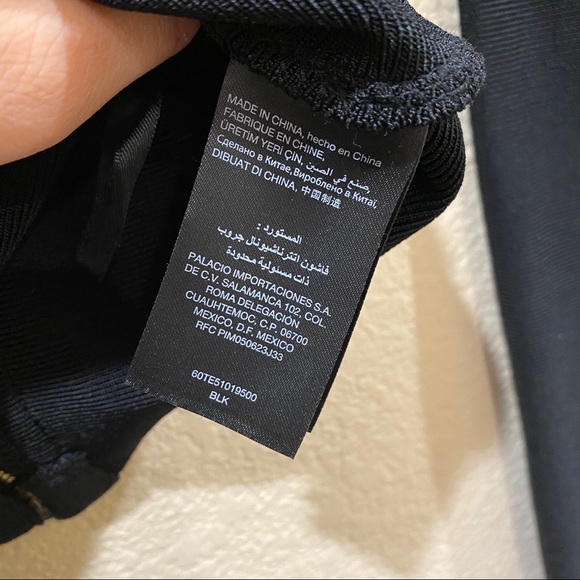 MADE IN CHINA, hecho en China
FABRIQUE EN CHINE,
ÜRETIM YERİ ÇIN, صنع في الصين,
Сделано в Китае, Вироблено в Китаї,
DIBUAT DI CHINA, 中国制造
المستورد:
فاشون انترناشيونال جروب
ذات مسئولية محدودة
PALACIO IMPORTACIONES S.A.
DE C.V. SALAMANCA 102, COL.
ROMA DELEGACIÓN
CUAUHTEMOC, C.P. 06700
MEXICO, D.F. MEXICO
RFC PIM050623J33
60TE51019500
BLK